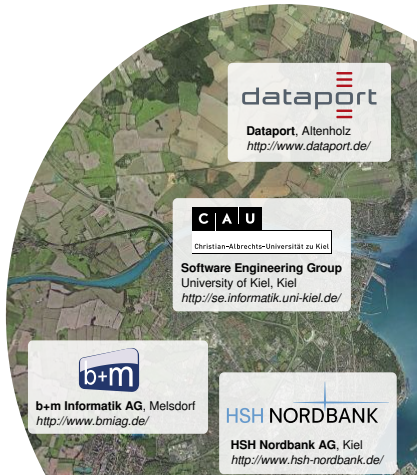 dataport
Dataport, Altenholz
http://www.dataport.de/
CAU
Christian-Albrechts-Universität zu Kiel
Software Engineering Group
University of Kiel, Kiel
http://se.informatik.uni-kiel.de/
b+m
b+m Informatik AG, Melsdorf
http://www.bmiag.de/
HSH NORDBANK
HSH Nordbank AG, Kiel
http://www.hsh-nordbank.de/